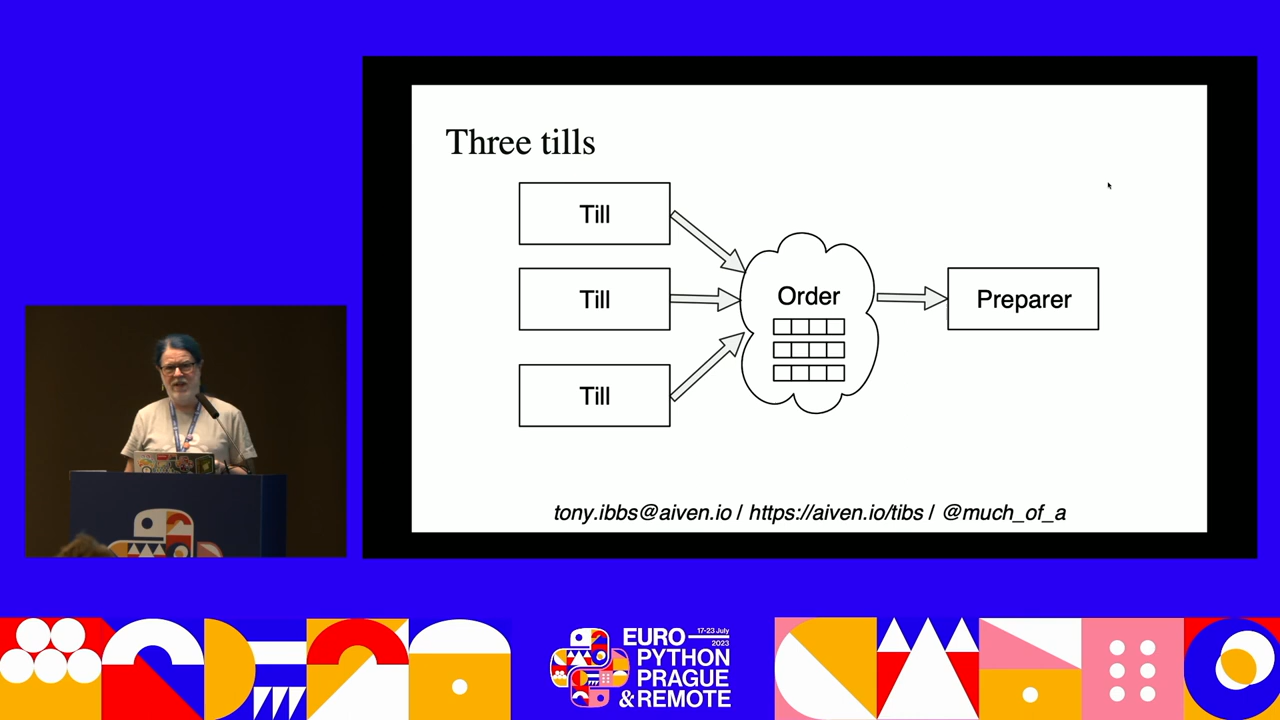 Three tills
Till
Till
Till
Order
Preparer
tony.ibbs@aiven.io / https://aiven.io/tibs / @much_of_a
17-23 July
2023
EURO
PYTHON
PRAGUE
& REMOTE